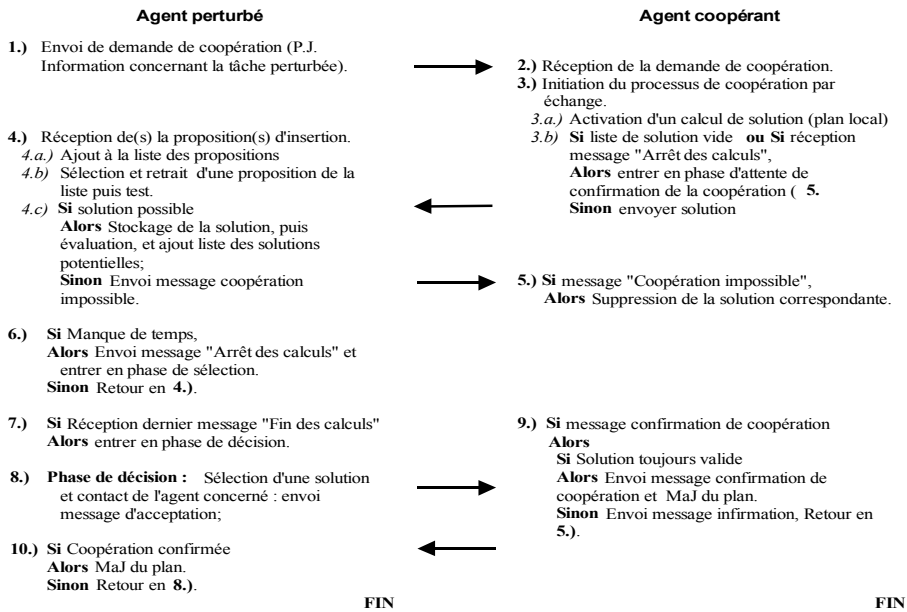 Agent perturbé
1.) Envoi de demande de coopération (P.J.
Information concernant la tâche perturbée).
4.) Réception de(s) la proposition(s) d'insertion.
4.a.) Ajout à la liste des propositions
4.b) Sélection et retrait d'une proposition de la
liste puis test.
4.c) Si solution possible
Alors Stockage de la solution, puis
évaluation, et ajout liste des solutions
potentielles;
Sinon Envoi message coopération
impossible.
6.) Si Manque de temps,
Alors Envoi message "Arrêt des calculs" et
entrer en phase de sélection.
Sinon Retour en 4.).
7.) Si Réception dernier message "Fin des calculs"
Alors entrer en phase de décision.
8.) Phase de décision : Sélection d'une solution
et contact de l'agent concerné : envoi
message d'acceptation;
10.) Si Coopération confirmée
Alors MaJ du plan.
Sinon Retour en 8.).
FIN
Agent coopérant
2.) Réception de la demande de coopération.
3.) Initiation du processus de coopération par
échange.
3.a.) Activation d'un calcul de solution (plan local)
3.b) Si liste de solution vide ou Si réception
message "Arrêt des calculs",
Alors entrer en phase d'attente de
confirmation de la coopération ( 5.
Sinon envoyer solution
5.) Si message "Coopération impossible",
Alors Suppression de la solution correspondante.
9.) Si message confirmation de coopération
Alors
Si Solution toujours valide
Alors Envoi message confirmation de
coopération et MaJ du plan.
Sinon Envoi message infirmation, Retour en
5.).
FIN